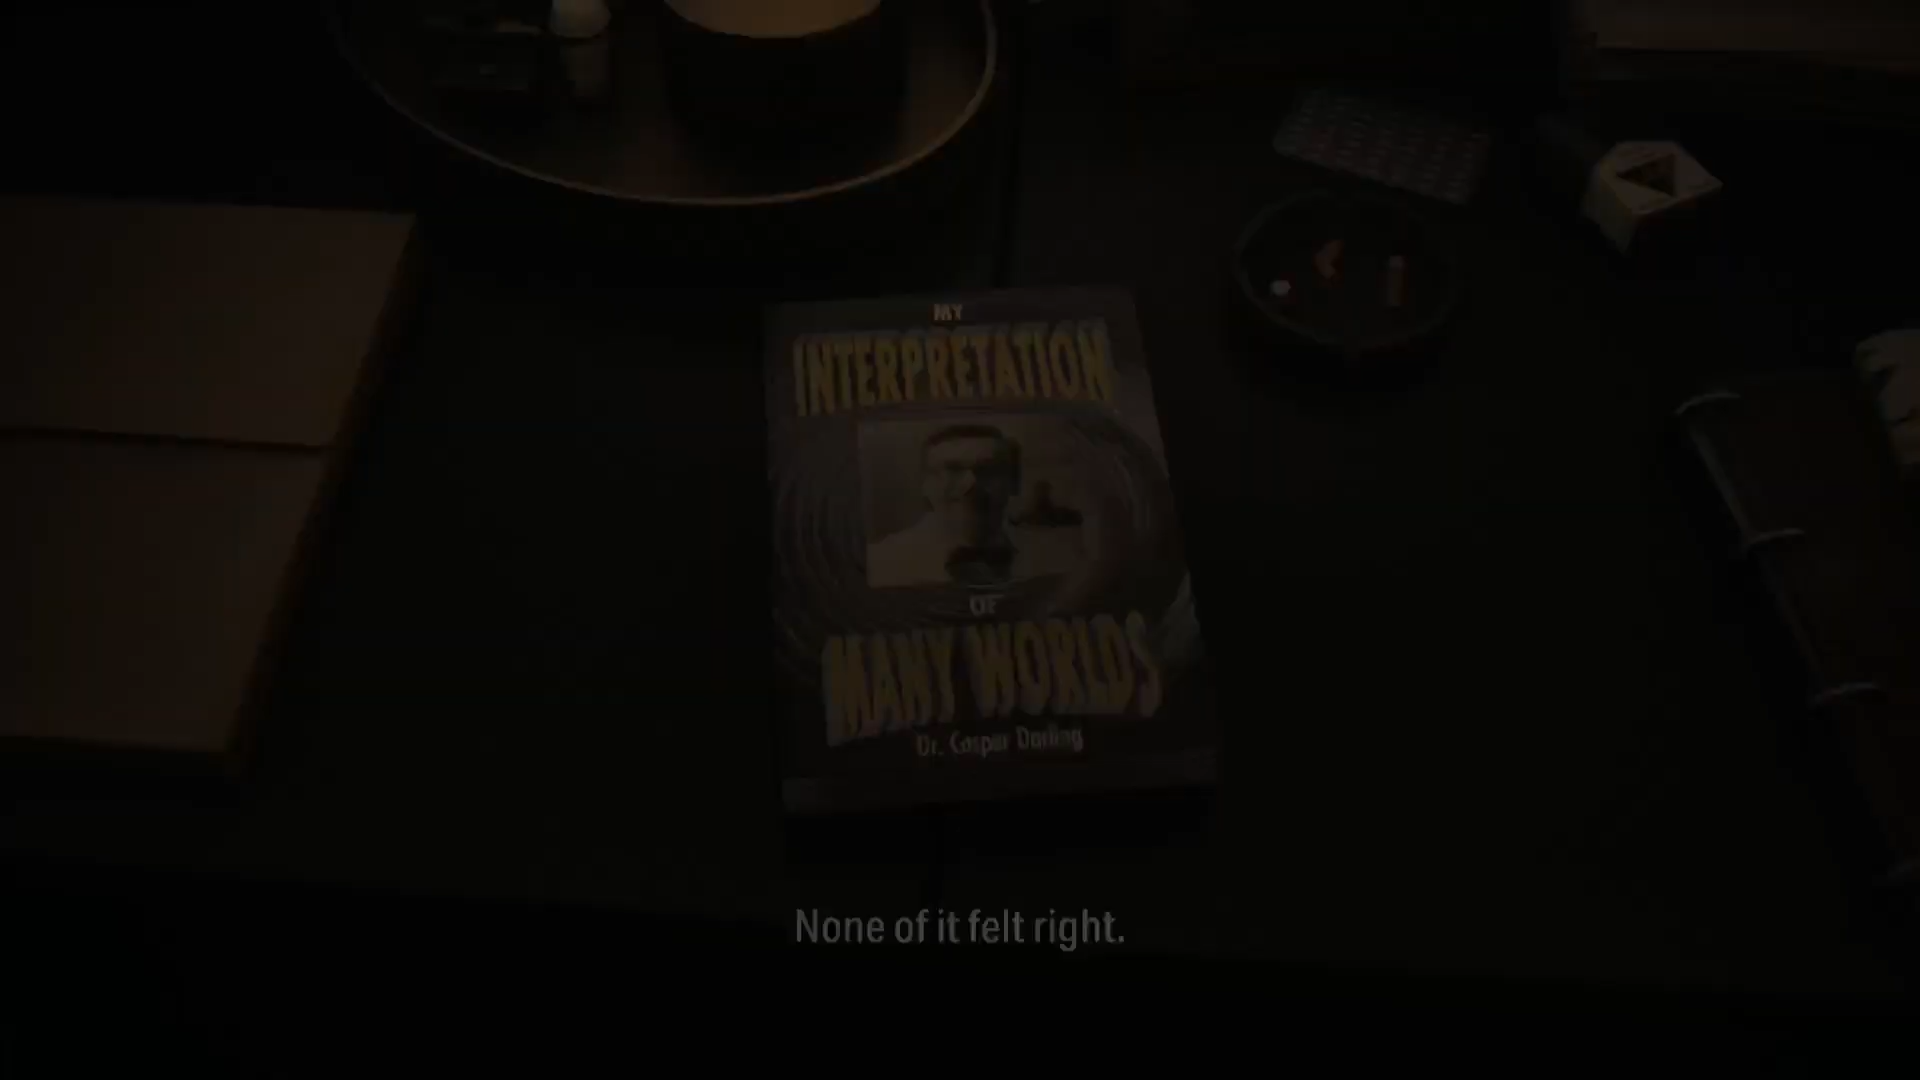 MY
INTERPRETATION
OF
MANY WORLDS
Dr. Casper Darling
None of it felt right.